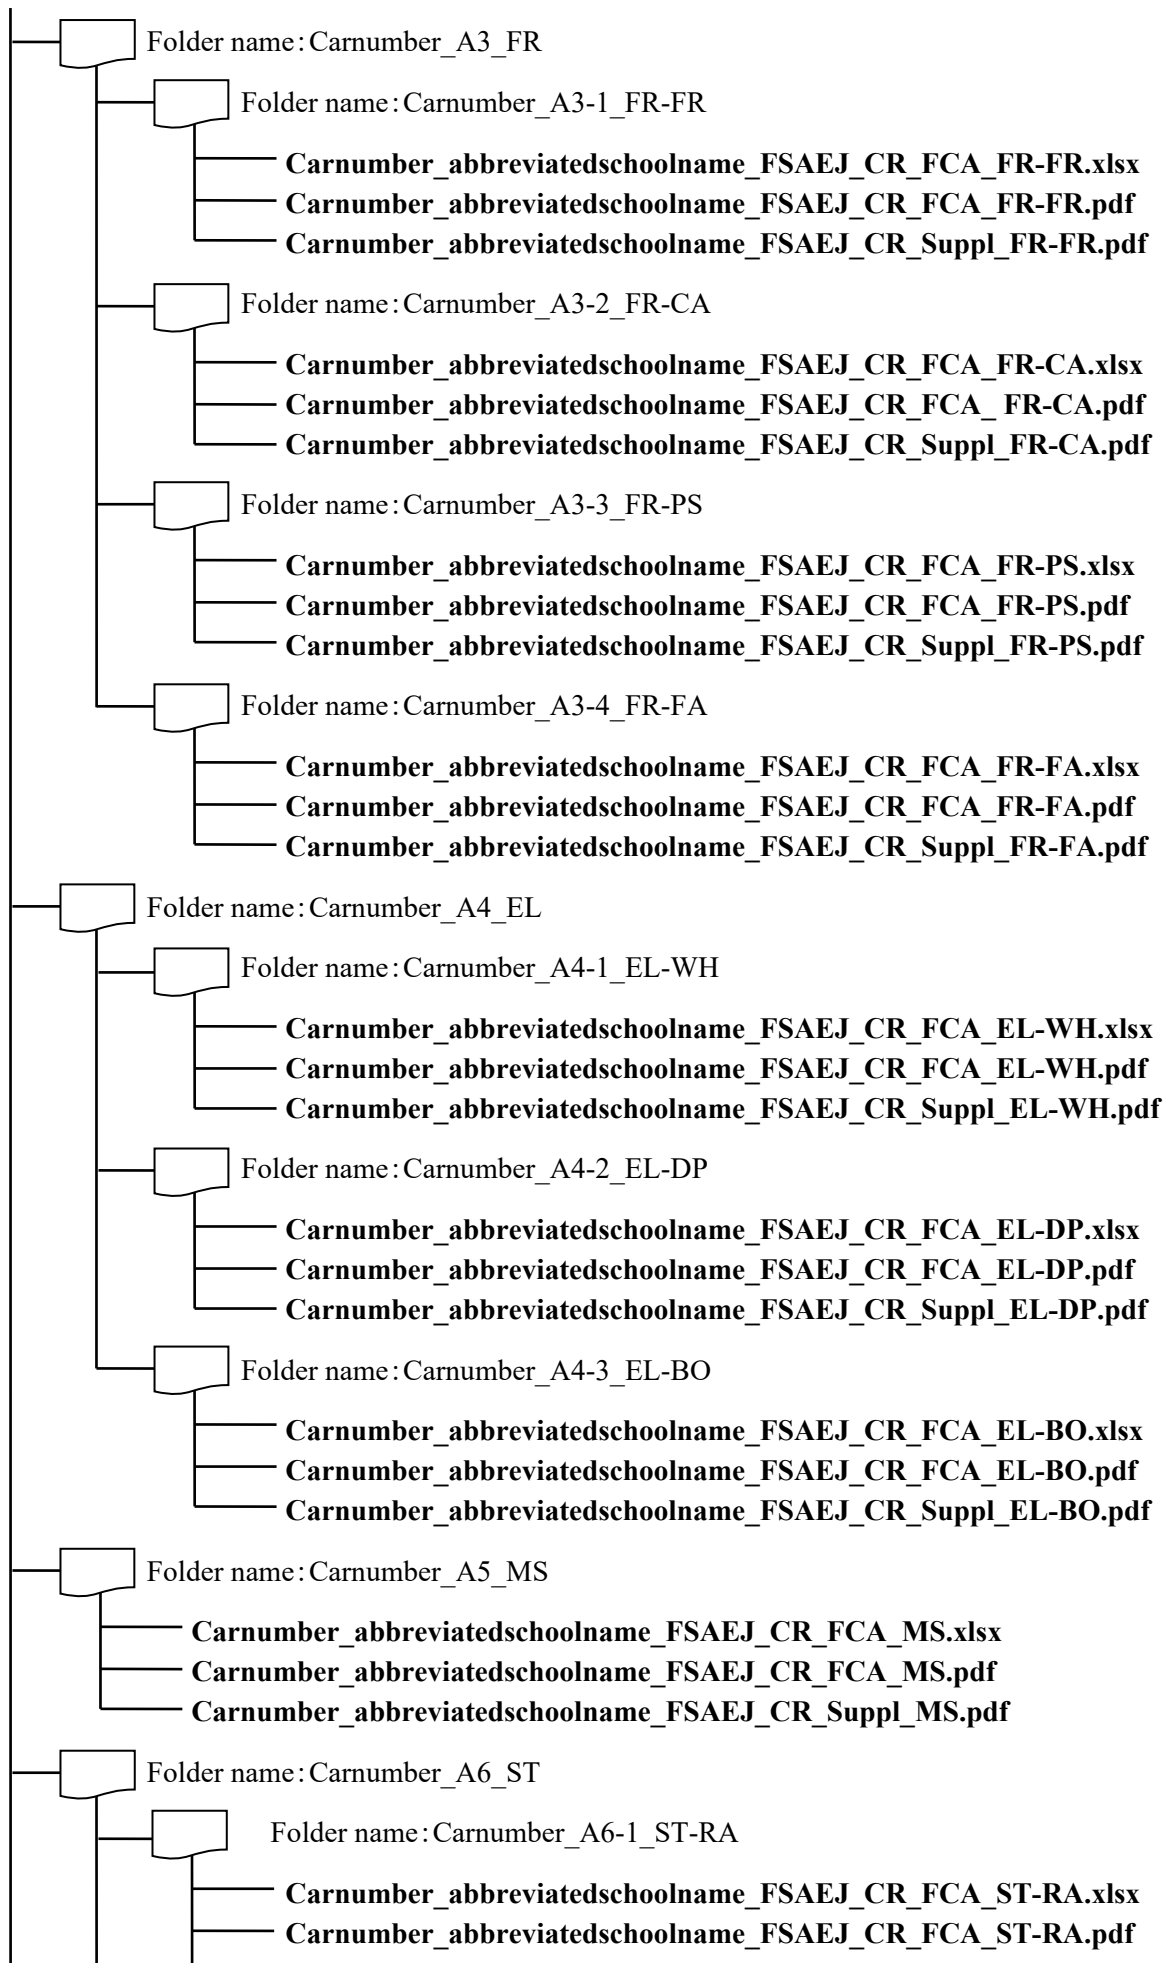 Folder name:Carnumber_A3_FR
Folder name:Carnumber_A3-1_FR-FR
Carnumber_abbreviatedschoolname_FSAEJ_CR_FCA_FR-FR.xlsx
Carnumber_abbreviatedschoolname_FSAEJ_CR_FCA_FR-FR.pdf
Carnumber_abbreviatedschoolname_FSAEJ_CR_Suppl_FR-FR.pdf
Folder name:Carnumber_A3-2_FR-CA
Carnumber_abbreviatedschoolname_FSAEJ_CR_FCA_FR-CA.xlsx
Carnumber_abbreviatedschoolname_FSAEJ_CR_FCA_ FR-CA.pdf
Carnumber_abbreviatedschoolname_FSAEJ_CR_Suppl_FR-CA.pdf
Folder name:Carnumber_A3-3_FR-PS
Carnumber_abbreviatedschoolname_FSAEJ_CR_FCA_FR-PS.xlsx
Carnumber_abbreviatedschoolname_FSAEJ_CR_FCA_FR-PS.pdf
Carnumber_abbreviatedschoolname_FSAEJ_CR_Suppl_FR-PS.pdf
Folder name:Carnumber_A3-4_FR-FA
Carnumber_abbreviatedschoolname_FSAEJ_CR_FCA_FR-FA.xlsx
Carnumber_abbreviatedschoolname_FSAEJ_CR_FCA_FR-FA.pdf
Carnumber_abbreviatedschoolname_FSAEJ_CR_Suppl_FR-FA.pdf
Folder name:Carnumber_A4_EL
Folder name:Carnumber_A4-1_EL-WH
Carnumber_abbreviatedschoolname_FSAEJ_CR_FCA_EL-WH.xlsx
Carnumber_abbreviatedschoolname_FSAEJ_CR_FCA_EL-WH.pdf
Carnumber_abbreviatedschoolname_FSAEJ_CR_Suppl_EL-WH.pdf
Folder name:Carnumber_A4-2_EL-DP
Carnumber_abbreviatedschoolname_FSAEJ_CR_FCA_EL-DP.xlsx
Carnumber_abbreviatedschoolname_FSAEJ_CR_FCA_EL-DP.pdf
Carnumber_abbreviatedschoolname_FSAEJ_CR_Suppl_EL-DP.pdf
Folder name:Carnumber_A4-3_EL-BO
Carnumber_abbreviatedschoolname_FSAEJ_CR_FCA_EL-BO.xlsx
Carnumber_abbreviatedschoolname_FSAEJ_CR_FCA_EL-BO.pdf
Carnumber_abbreviatedschoolname_FSAEJ_CR_Suppl_EL-BO.pdf
Folder name:Carnumber_A5_MS
Carnumber_abbreviatedschoolname_FSAEJ_CR_FCA_MS.xlsx
Carnumber_abbreviatedschoolname_FSAEJ_CR_FCA_MS.pdf
Carnumber_abbreviatedschoolname_FSAEJ_CR_Suppl_MS.pdf
Folder name:Carnumber_A6_ST
Folder name:Carnumber_A6-1_ST-RA
Carnumber_abbreviatedschoolname_FSAEJ_CR_FCA_ST-RA.xlsx
Carnumber_abbreviatedschoolname_FSAEJ_CR_FCA_ST-RA.pdf